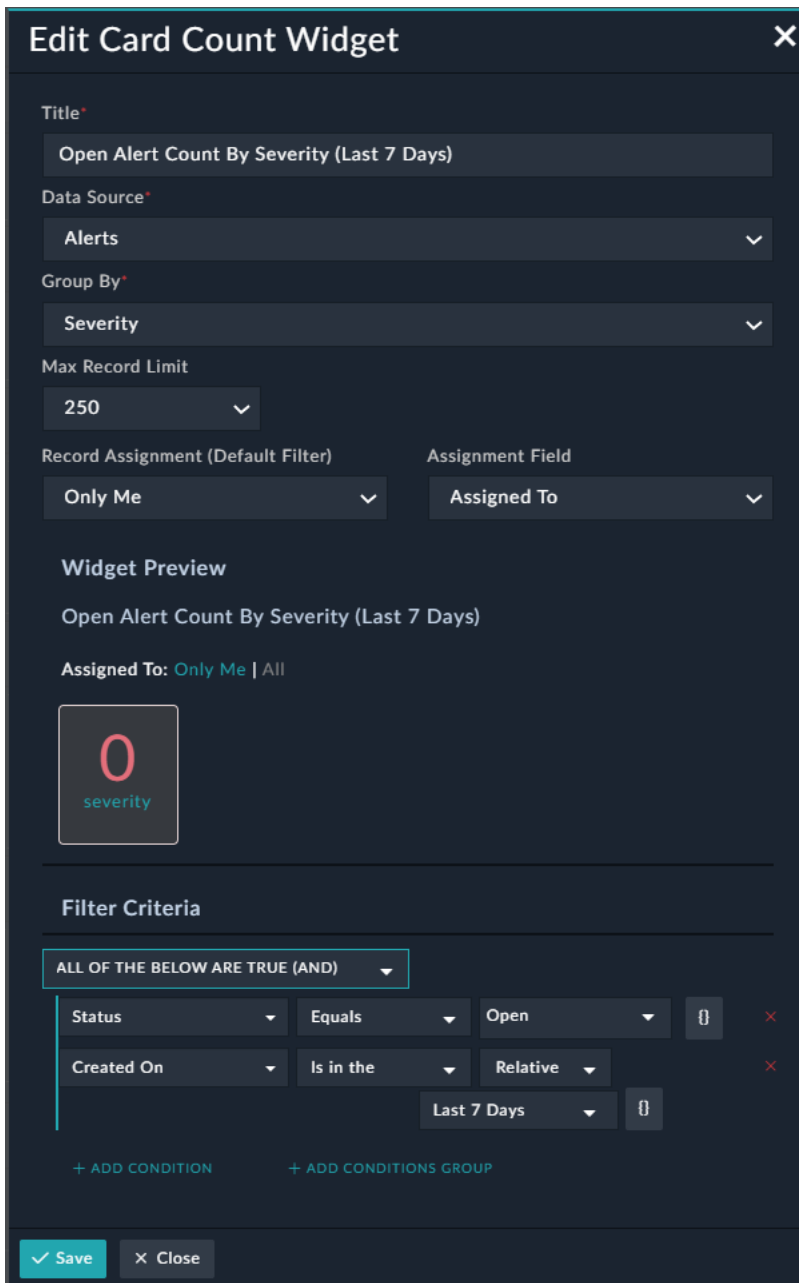 Edit Card Count Widget
Title*
Open Alert Count By Severity (Last 7 Days)
Data Source*
Alerts
Group By*
Severity
Max Record Limit
250
Record Assignment (Default Filter) Assignment Field
Only Me Assigned To
Widget Preview
Open Alert Count By Severity (Last 7 Days)
Assigned To: Only Me | All
0
severity
Filter Criteria
ALL OF THE BELOW ARE TRUE (AND)
Status Equals Open {}
Created On Is in the Relative
Last 7 Days {}
+ ADD CONDITION + ADD CONDITIONS GROUP
Save Close